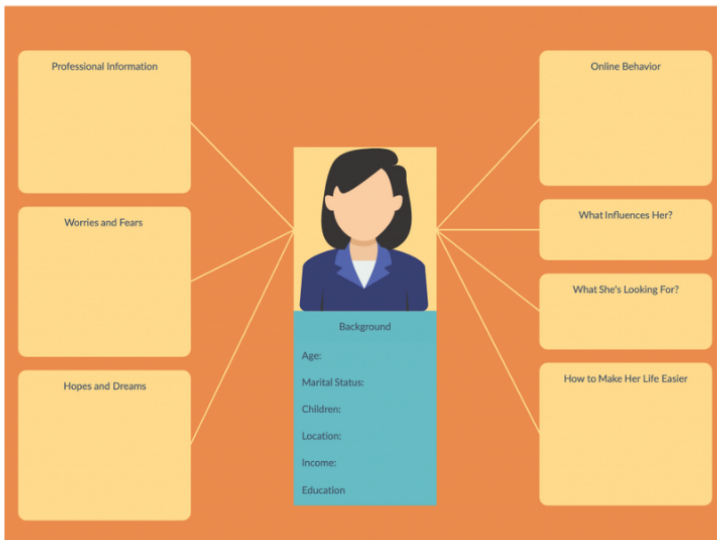 Professional Information
Worries and Fears
Hopes and Dreams
Background
Age:
Marital Status:
Children:
Location:
Income:
Education
Online Behavior
What Influences Her?
What She's Looking For?
How to Make Her Life Easier